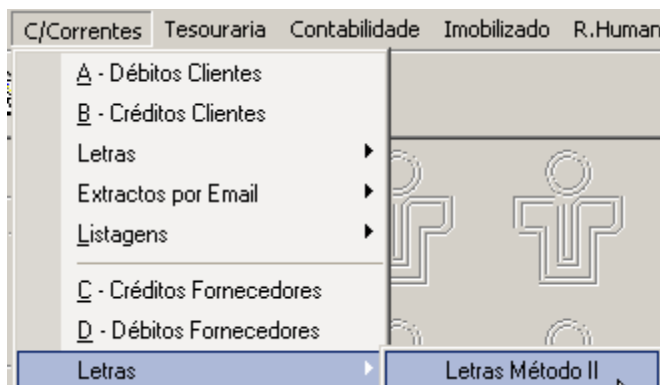 C/Correntes Tesouraria Contabilidade Imobilizado R.Human
A - Débitos Clientes
B - Créditos Clientes
Letras
Extractos por Email
Listagens
C - Créditos Fornecedores
D - Débitos Fornecedores
Letras Letras Método II